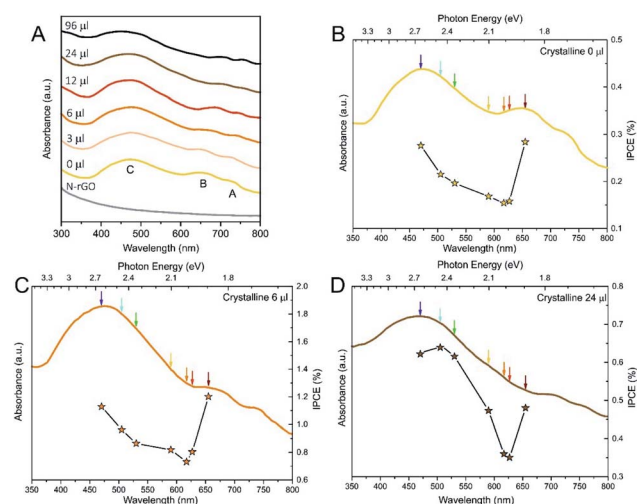 A
96 µl
24 µl
12 µl
6 µl
3 µl
0 µl
N-rGO
C
B
A
Absorbance (a.u.)
300 400 500 600 700 800
Wavelength (nm)
B
Photon Energy (eV)
3.3 3 2.7 2.4 2.1 1.8
Crystalline 0 µl
Absorbance (a.u.)
0.5
0.4
0.3
0.2
0.1
IPCE (%)
350 400 450 500 550 600 650 700 750 800
Wavelength (nm)
C
Photon Energy (eV)
3.3 3 2.7 2.4 2.1 1.8
Crystalline 6 µl
Absorbance (a.u.)
2.0
1.8
1.6
1.4
1.2
1.0
0.8
0.6
IPCE (%)
350 400 450 500 550 600 650 700 750 800
Wavelength (nm)
D
Photon Energy (eV)
3.3 3 2.7 2.4 2.1 1.8
Crystalline 24 µl
Absorbance (a.u.)
0.8
0.7
0.6
0.5
0.4
0.3
IPCE (%)
350 400 450 500 550 600 650 700 750 800
Wavelength (nm)